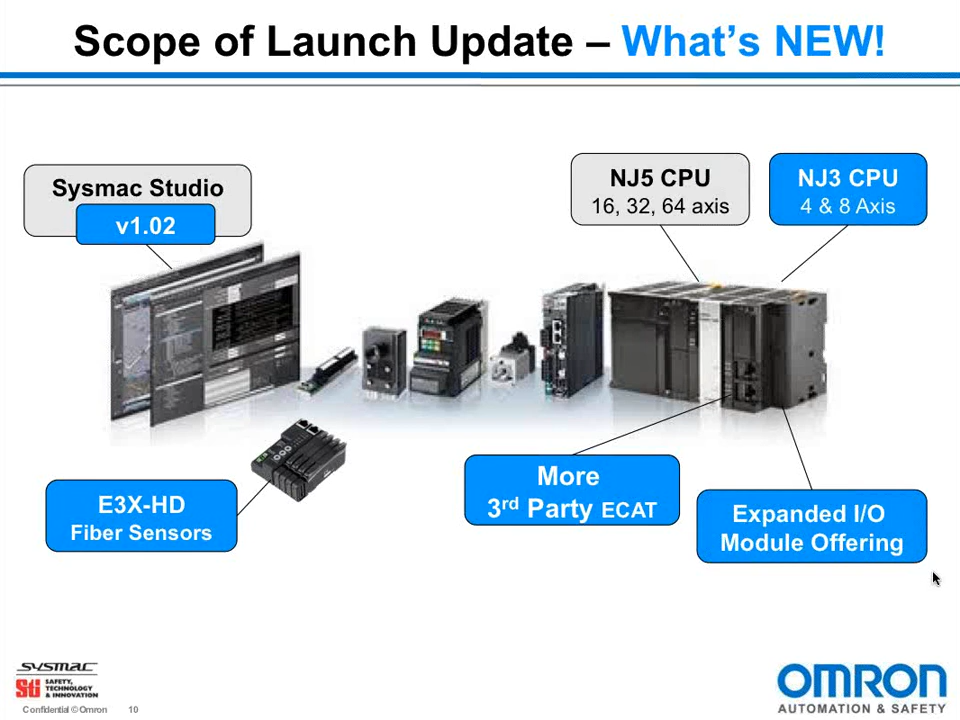 Scope of Launch Update – What's NEW!
Sysmac Studio
v1.02
NJ5 CPU
16, 32, 64 axis
NJ3 CPU
4 & 8 Axis
E3X-HD
Fiber Sensors
More
3rd Party ECAT
Expanded I/O
Module Offering
sysmac
Sti SAFETY,
TECHNOLOGY
& INNOVATION
Confidential © Omron 10
OMRON
AUTOMATION & SAFETY